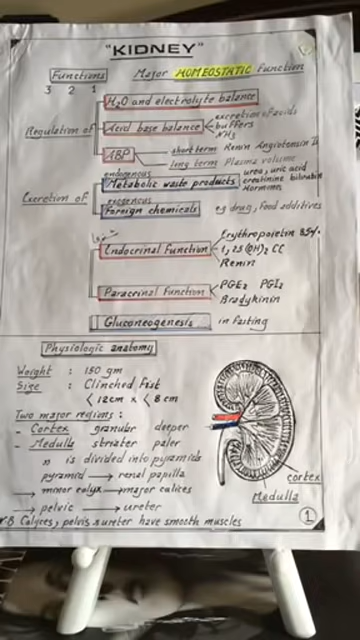 "KIDNEY"
Functions Major HOMEOSTATIC Function
3 2 1
H2O and electrolyte balance
Regulation of Acid base balance excretion of acids
buffers
NH3
ABP short term Renin Angiotensin II
long term Plasma volume
endogenous
Excretion of Metabolic waste products urea, uric acid
creatinine bilirubin
Hormones
exogenous
Foreign chemicals eg drug, food additives
Endocrinal Function Erythropoietin 85%
1,25(OH)2 CC
Renin
Paracrinal Function PGE2 PGI2
Bradykinin
Gluconeogenesis in fasting
Physiologic anatomy
Weight : 150 gm
Size : Clinched fist
< 12cm x < 8 cm
Two major regions :
- Cortex granular deeper
- Medulla striater paler
is divided into pyramids
pyramid → renal papilla
→ minor calyx → major calices
→ pelvic → ureter
N.B Calyces, pelvis & ureter have smooth muscles
cortex
Medulla
1